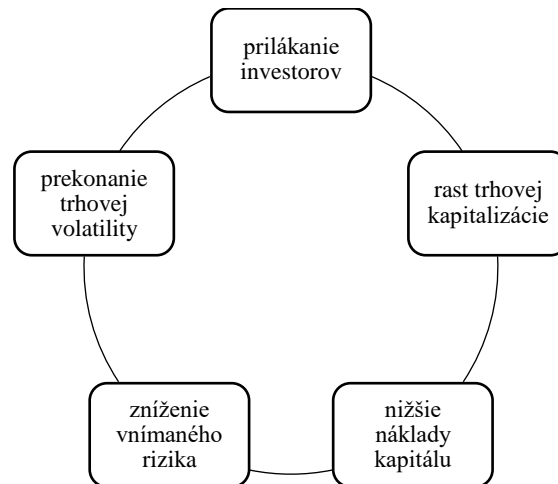 prilákanie
investorov
rast trhovej
kapitalizácie
nižšie
náklady
kapitálu
zníženie
vnímaného
rizika
prekonanie
trhovej
volatility